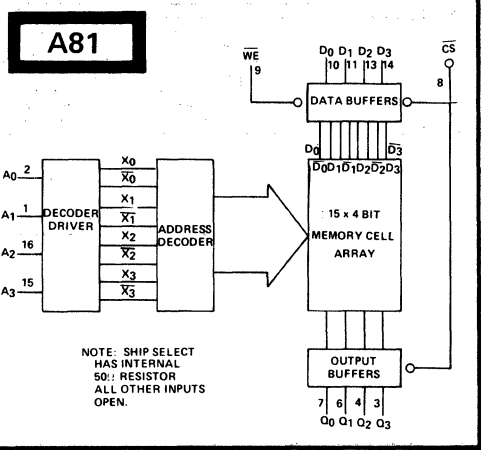 A81
WE
9
D0 D1 D2 D3
10 11 13 14
CS
8
DATA BUFFERS
D0 D3
D0 D1 D1 D2 D2 D3
A0 2
A1 1
A2 16
A3 15
DECODER
DRIVER
X0
X0
X1
X1
X2
X2
X3
X3
ADDRESS
DECODER
15 x 4 BIT
MEMORY CELL
ARRAY
NOTE: SHIP SELECT
HAS INTERNAL
50Ω RESISTOR
ALL OTHER INPUTS
OPEN.
OUTPUT
BUFFERS
7 6 4 3
Q0 Q1 Q2 Q3